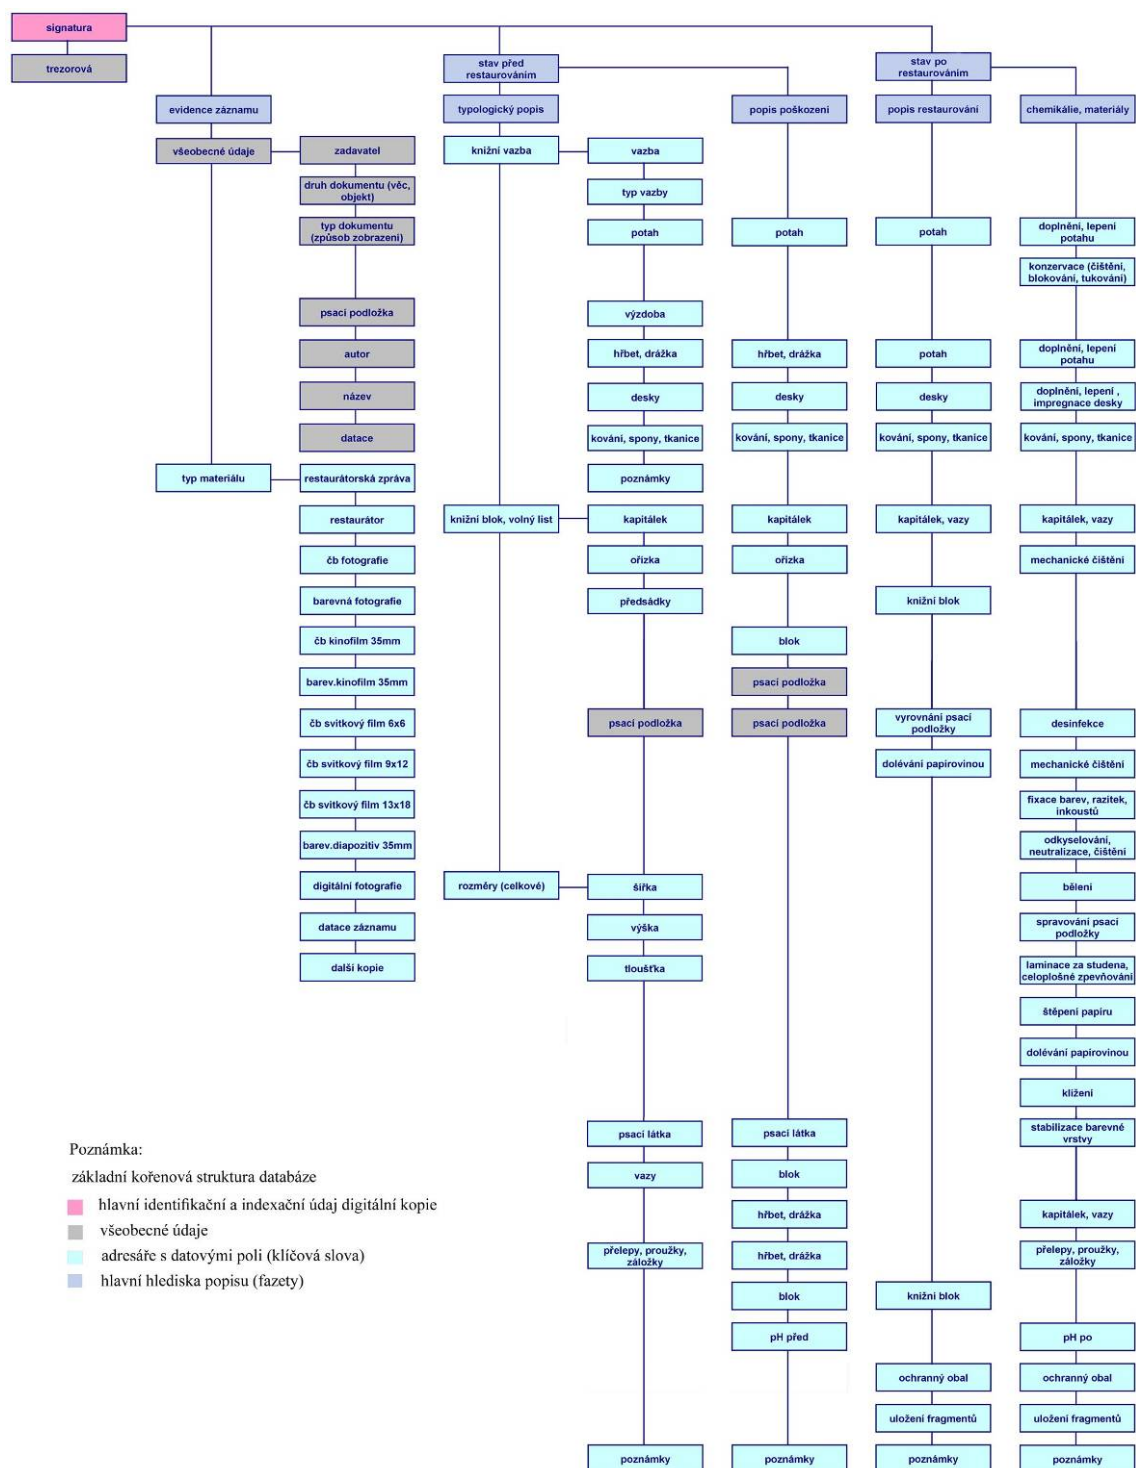 signatura
trezorová
evidence záznamu
všeobecné údaje
zadavatel
druh dokumentu (věc,
objekt)
typ dokumentu
(způsob zobrazení)
psací podložka
autor
název
datace
typ materiálu
restaurátorská zpráva
restaurátor
čb fotografie
barevná fotografie
čb kinofilm 35mm
barev.kinofilm 35mm
čb svitkový film 6x6
čb svitkový film 9x12
čb svitkový film 13x18
barev.diapozitiv 35mm
digitální fotografie
datace záznamu
další kopie
stav před
restaurováním
typologický popis
knižní vazba
vazba
typ vazby
potah
výzdoba
hřbet, drážka
desky
kování, spony, tkanice
poznámky
knižní blok, volný list
kapitálek
ořízka
předsádky
psací podložka
rozměry (celkové)
šířka
výška
tloušťka
psací látka
vazy
přelepy, proužky,
záložky
poznámky
popis poškození
potah
hřbet, drážka
desky
kování, spony, tkanice
kapitálek
ořízka
blok
psací podložka
psací podložka
psací látka
blok
hřbet, drážka
hřbet, drážka
blok
pH před
poznámky
stav po
restaurováním
popis restaurování
potah
potah
desky
kování, spony, tkanice
kapitálek, vazy
knižní blok
vyrovnání psací
podložky
dolévání papírovinou
knižní blok
ochranný obal
uložení fragmentů
poznámky
chemikálie, materiály
doplnění, lepení
potahu
konzervace (čištění,
blokování, tukování)
doplnění, lepení
potahu
doplnění, lepení ,
impregnace desky
kování, spony, tkanice
kapitálek, vazy
mechanické čištění
desinfekce
mechanické čištění
fixace barev, razítek,
inkoustů
odkyselování,
neutralizace, čištění
bělení
spravování psací
podložky
laminace za studena,
celoplošné zpevňování
štěpení papíru
dolévání papírovinou
klížení
stabilizace barevné
vrstvy
kapitálek, vazy
přelepy, proužky,
záložky
pH po
ochranný obal
uložení fragmentů
poznámky
Poznámka:
základní kořenová struktura databáze
hlavní identifikační a indexační údaj digitální kopie
všeobecné údaje
adresáře s datovými poli (klíčová slova)
hlavní hlediska popisu (fazety)